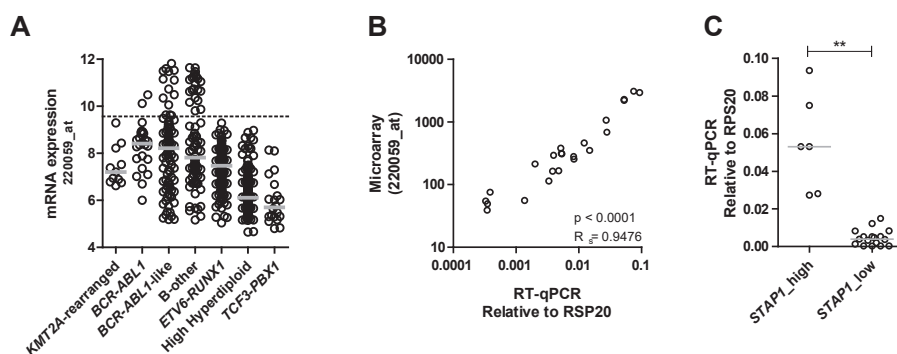 A
mRNA expression
220059_at
12
10
8
6
4
KMT2A-rearranged
BCR-ABL1
BCR-ABL1-like
B-other
ETV6-RUNX1
High Hyperdiploid
TCF3-PBX1
B
Microarray
(220059_at)
10000
1000
100
10
p < 0.0001
R s = 0.9476
0.0001
0.001
0.01
0.1
RT-qPCR
Relative to RSP20
C
RT-qPCR
Relative to RPS20
**
0.10
0.08
0.06
0.04
0.02
0.00
STAP1_high
STAP1_low